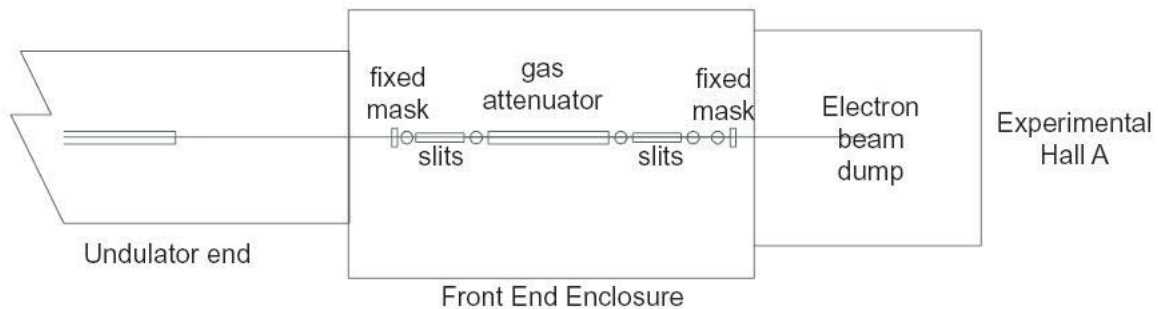 fixed
mask
gas
attenuator
fixed
mask
slits
slits
Electron
beam
dump
Experimental
Hall A
Undulator end
Front End Enclosure